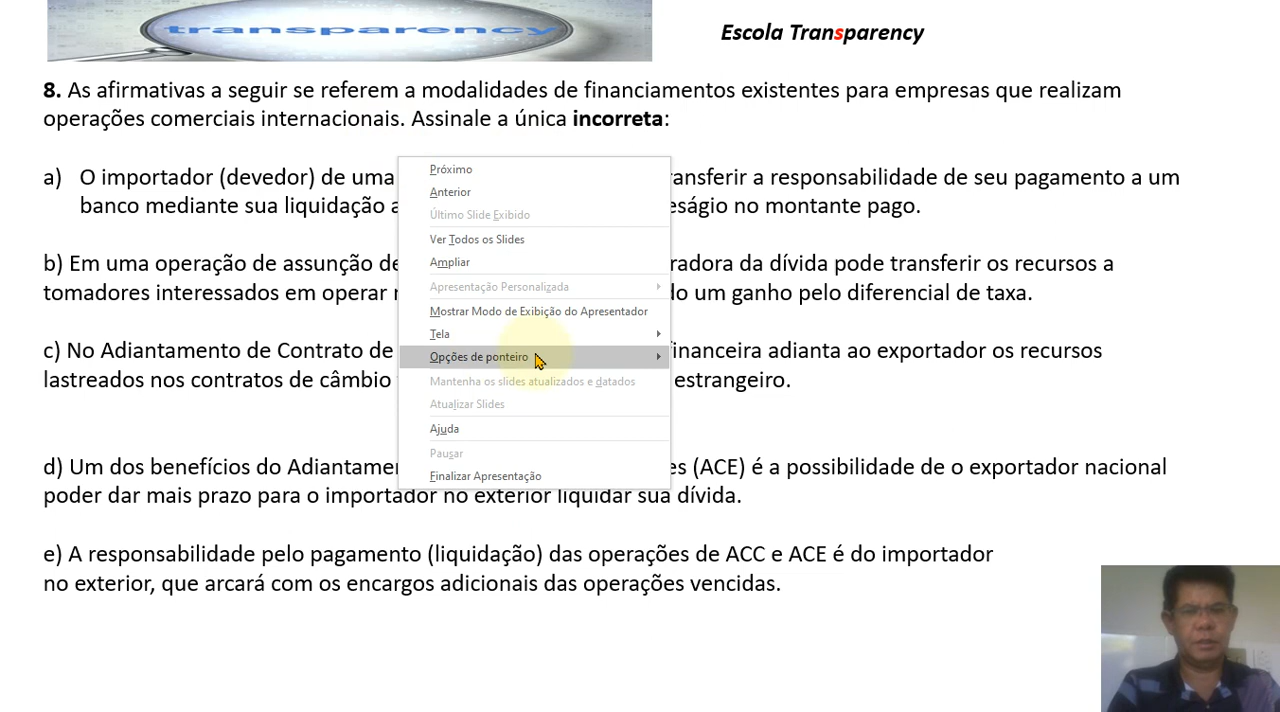 transparency
Escola Transparency
8. As afirmativas a seguir se referem a modalidades de financiamentos existentes para empresas que realizam
operações comerciais internacionais. Assinale a única incorreta:
a) O importador (devedor) de uma ransferir a responsabilidade de seu pagamento a um
banco mediante sua liquidação a eságio no montante pago.
b) Em uma operação de assunção de radora da dívida pode transferir os recursos a
tomadores interessados em operar do um ganho pelo diferencial de taxa.
c) No Adiantamento de Contrato de financeira adianta ao exportador os recursos
lastreados nos contratos de câmbio estrangeiro.
d) Um dos benefícios do Adiantamen es (ACE) é a possibilidade de o exportador nacional
poder dar mais prazo para o importador no exterior liquidar sua dívida.
e) A responsabilidade pelo pagamento (liquidação) das operações de ACC e ACE é do importador
no exterior, que arcará com os encargos adicionais das operações vencidas.
Próximo
Anterior
Último Slide Exibido
Ver Todos os Slides
Ampliar
Apresentação Personalizada
Mostrar Modo de Exibição do Apresentador
Tela
Opções de ponteiro
Mantenha os slides atualizados e datados
Atualizar Slides
Ajuda
Pausar
Finalizar Apresentação